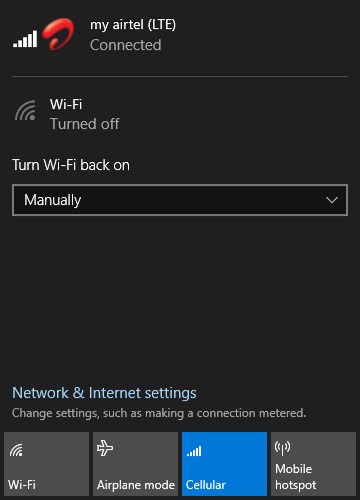 my airtel (LTE)
Connected
Wi-Fi
Turned off
Turn Wi-Fi back on
Manually
Network & Internet settings
Change settings, such as making a connection metered.
Wi-Fi
Airplane mode
Cellular
Mobile
hotspot